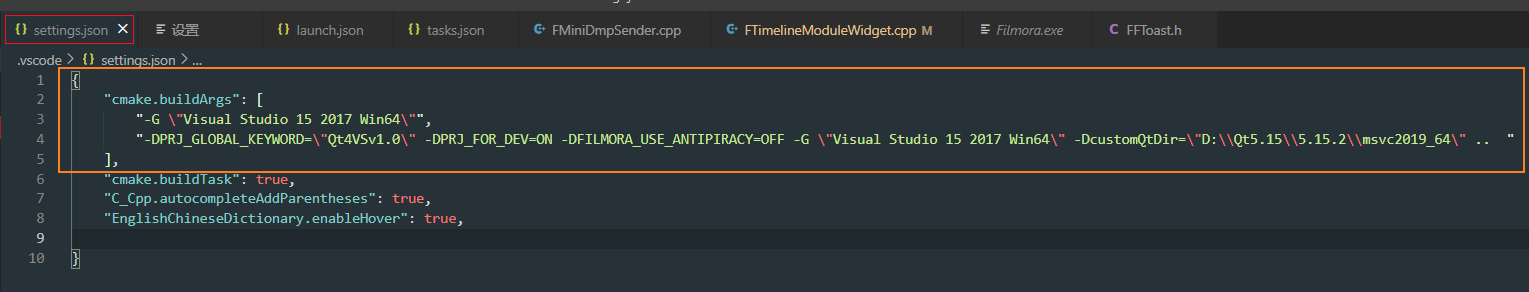 settings.json 设置 launch.json tasks.json FMiniDmpSender.cpp FTimelineModuleWidget.cpp M Filmora.exe FFToast.h
.vscode > {} settings.json > ...
1 {
2 "cmake.buildArgs": [
3 "-G \"Visual Studio 15 2017 Win64\"",
4 "-DPRJ_GLOBAL_KEYWORD=\"Qt4VSv1.0\" -DPRJ_FOR_DEV=ON -DFILMORA_USE_ANTIPIRACY=OFF -G \"Visual Studio 15 2017 Win64\" -DcustomQtDir=\"D:\\Qt5.15\\5.15.2\\msvc2019_64\" .. "
5 ],
6 "cmake.buildTask": true,
7 "C_Cpp.autocompleteAddParentheses": true,
8 "EnglishChineseDictionary.enableHover": true,
9
10 }